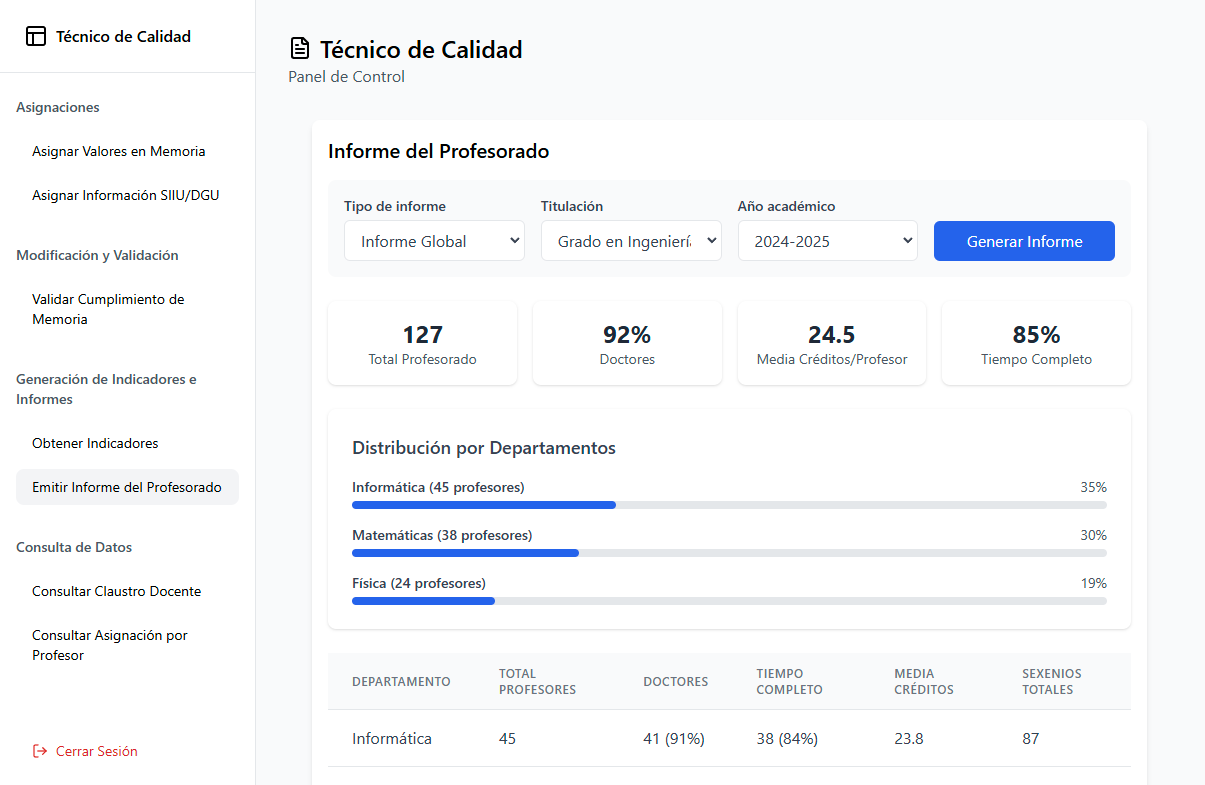 Técnico de Calidad
Asignaciones
Asignar Valores en Memoria
Asignar Información SIIU/DGU
Modificación y Validación
Validar Cumplimiento de
Memoria
Generación de Indicadores e
Informes
Obtener Indicadores
Emitir Informe del Profesorado
Consulta de Datos
Consultar Claustro Docente
Consultar Asignación por
Profesor
Cerrar Sesión
Técnico de Calidad
Panel de Control
Informe del Profesorado
Tipo de informe Titulación Año académico
Informe Global Grado en Ingenierí 2024-2025 Generar Informe
127 92% 24.5 85%
Total Profesorado Doctores Media Créditos/Profesor Tiempo Completo
Distribución por Departamentos
Informática (45 profesores) 35%
Matemáticas (38 profesores) 30%
Física (24 profesores) 19%
DEPARTAMENTO TOTAL PROFESORES DOCTORES TIEMPO COMPLETO MEDIA CRÉDITOS SEXENIOS TOTALES
Informática 45 41 (91%) 38 (84%) 23.8 87